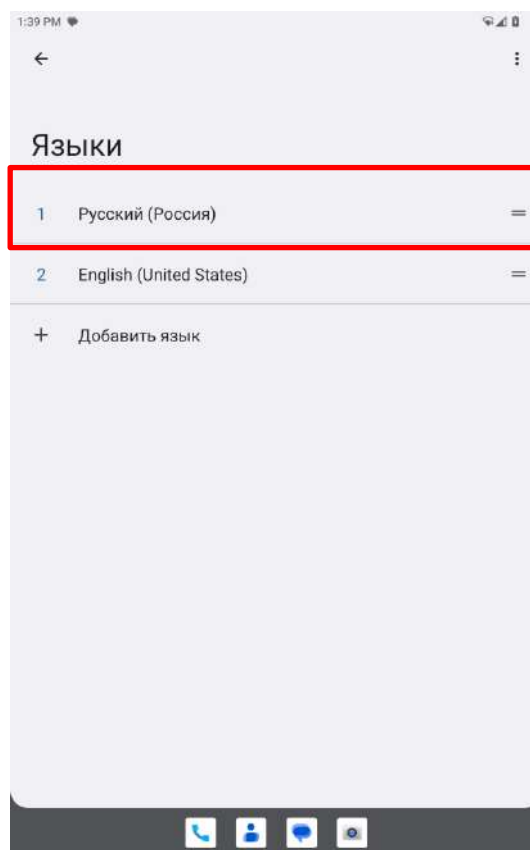 1:39 PM
Языки
1 Русский (Россия)
2 English (United States)
+ Добавить язык